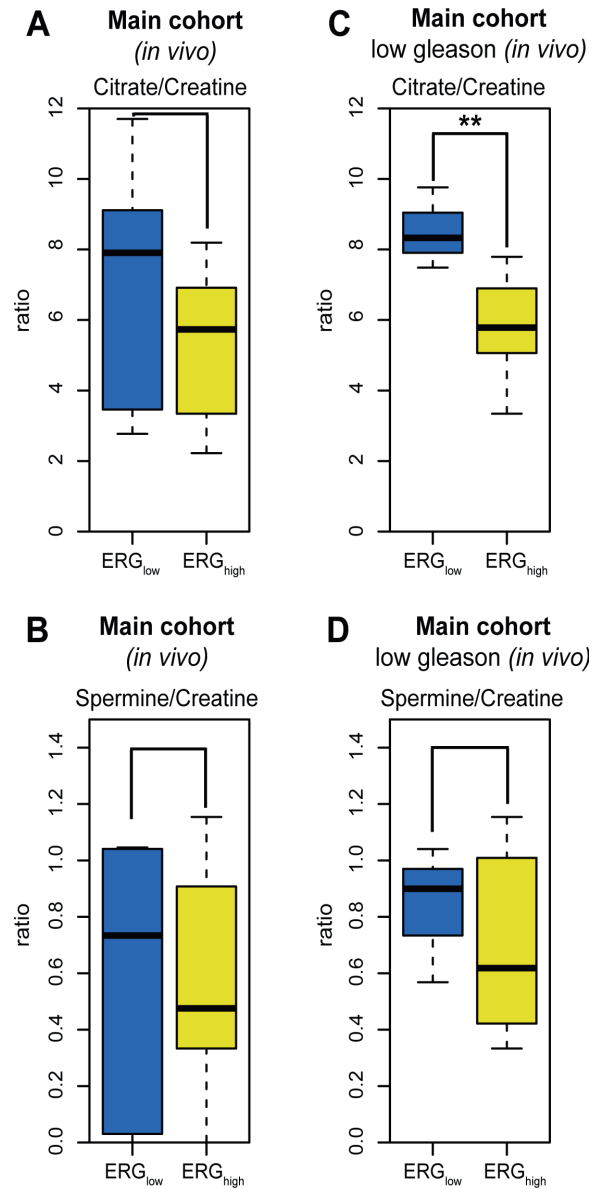 A
Main cohort
(in vivo)
Citrate/Creatine
12
10
8
6
4
2
0
ratio
ERGlow
ERGhigh
C
Main cohort
low gleason (in vivo)
Citrate/Creatine
**
12
10
8
6
4
2
0
ratio
ERGlow
ERGhigh
B
Main cohort
(in vivo)
Spermine/Creatine
1.4
1.2
1.0
0.8
0.6
0.4
0.2
0.0
ratio
ERGlow
ERGhigh
D
Main cohort
low gleason (in vivo)
Spermine/Creatine
1.4
1.2
1.0
0.8
0.6
0.4
0.2
0.0
ratio
ERGlow
ERGhigh